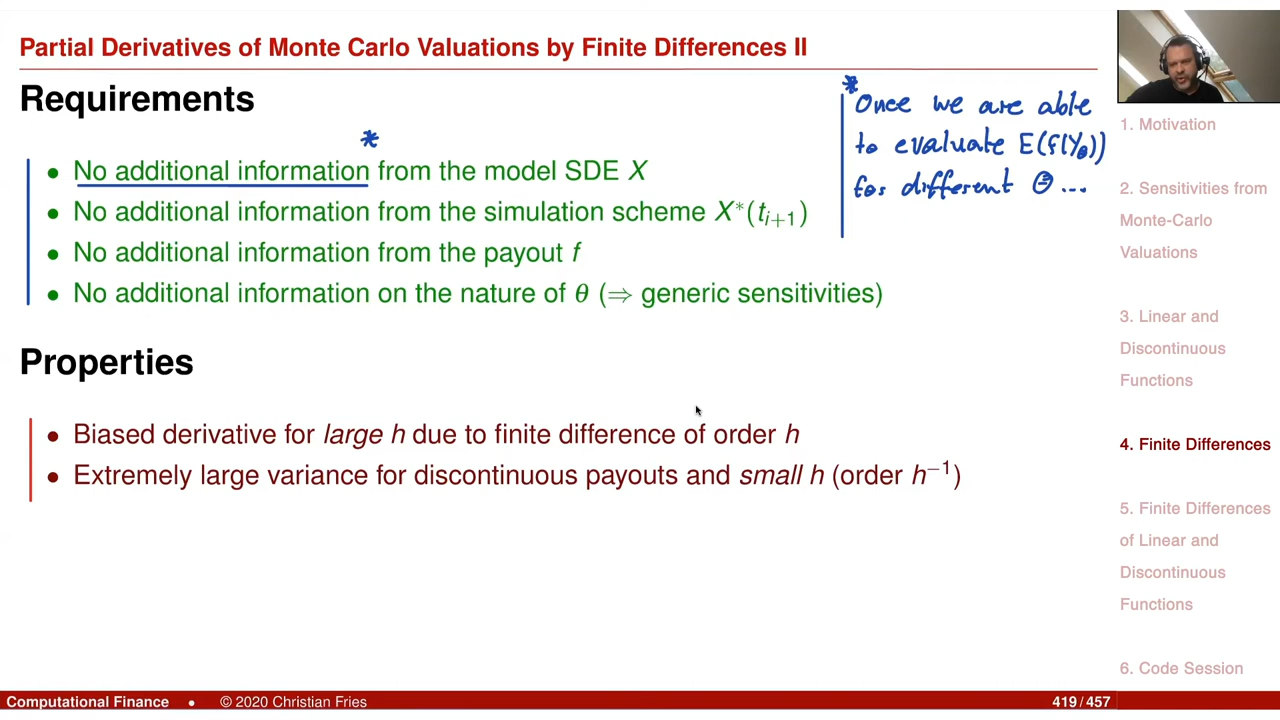 Partial Derivatives of Monte Carlo Valuations by Finite Differences II
Requirements
*
• No additional information from the model SDE X
• No additional information from the simulation scheme X*(t_{i+1})
• No additional information from the payout f
• No additional information on the nature of θ (⇒ generic sensitivities)
*
Once we are able
to evaluate E(f(Y_θ))
for different θ ...
Properties
• Biased derivative for large h due to finite difference of order h
• Extremely large variance for discontinuous payouts and small h (order h^{-1})
1. Motivation
2. Sensitivities from
Monte-Carlo
Valuations
3. Linear and
Discontinuous
Functions
4. Finite Differences
5. Finite Differences
of Linear and
Discontinuous
Functions
6. Code Session
Computational Finance • © 2020 Christian Fries 419 / 457